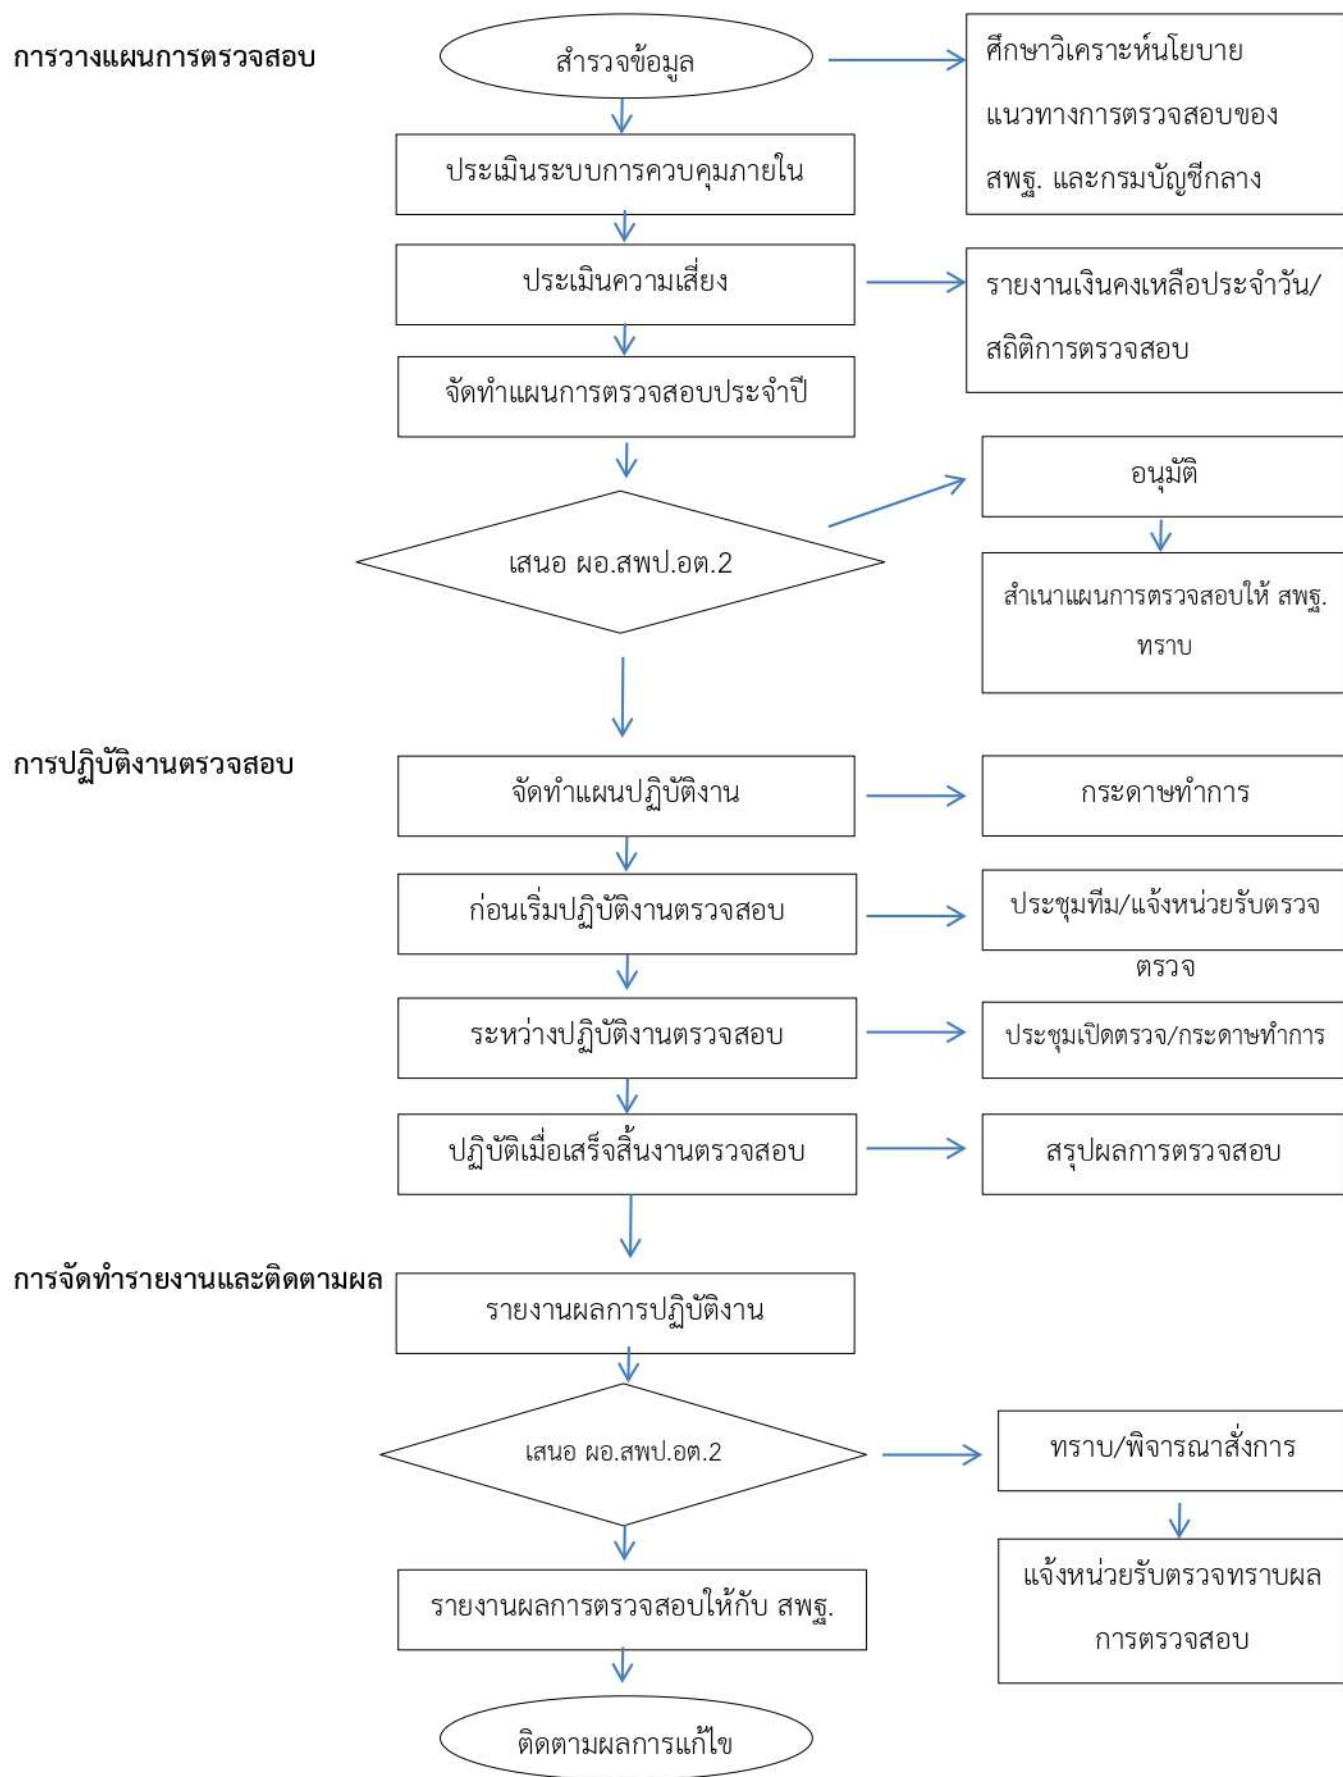 การวางแผนการตรวจสอบ
สำรวจข้อมูล
ศึกษาวิเคราะห์นโยบาย
แนวทางการตรวจสอบของ
สพฐ. และกรมบัญชีกลาง
ประเมินระบบการควบคุมภายใน
ประเมินความเสี่ยง
รายงานเงินคงเหลือประจำวัน/
สถิติการตรวจสอบ
จัดทำแผนการตรวจสอบประจำปี
อนุมัติ
เสนอ ผอ.สพป.อต.2
สำเนาแผนการตรวจสอบให้ สพฐ.
ทราบ
การปฏิบัติงานตรวจสอบ
จัดทำแผนปฏิบัติงาน
กระดาษทำการ
ก่อนเริ่มปฏิบัติงานตรวจสอบ
ประชุมทีม/แจ้งหน่วยรับตรวจ
ตรวจ
ระหว่างปฏิบัติงานตรวจสอบ
ประชุมเปิดตรวจ/กระดาษทำการ
ปฏิบัติเมื่อเสร็จสิ้นงานตรวจสอบ
สรุปผลการตรวจสอบ
การจัดทำรายงานและติดตามผล
รายงานผลการปฏิบัติงาน
เสนอ ผอ.สพป.อต.2
ทราบ/พิจารณาสั่งการ
แจ้งหน่วยรับตรวจทราบผล
การตรวจสอบ
รายงานผลการตรวจสอบให้กับ สพฐ.
ติดตามผลการแก้ไข